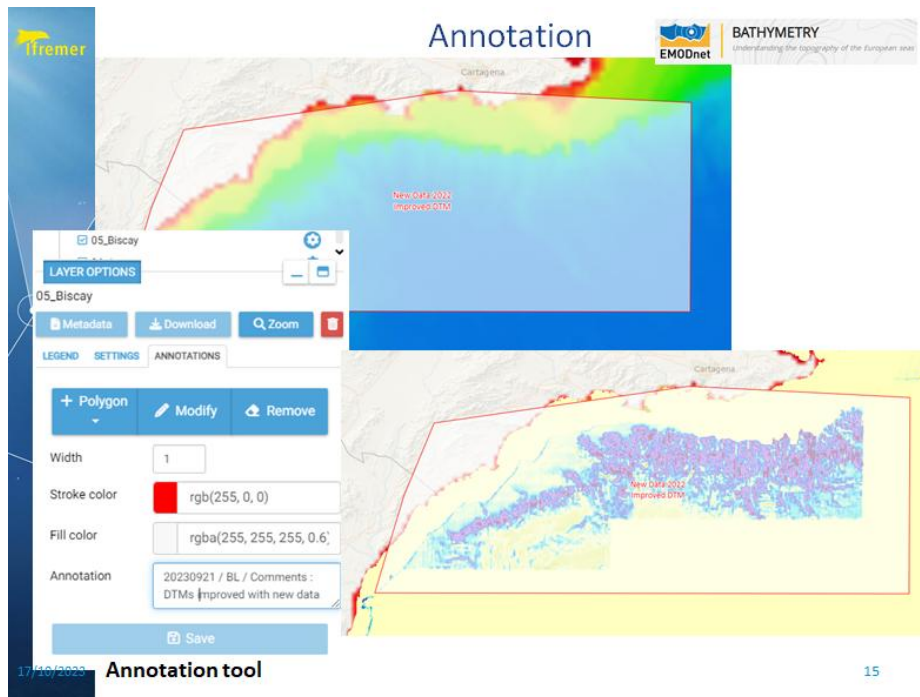 Ifremer
Annotation
EMODnet
BATHYMETRY
Understanding the topography of the European seas
Cartagena
New Data 2022
Improved DTM
05_Biscay
LAYER OPTIONS
05_Biscay
Metadata
Download
Zoom
LEGEND
SETTINGS
ANNOTATIONS
+ Polygon
Modify
Remove
Width
1
Stroke color
rgb(255, 0, 0)
Fill color
rgba(255, 255, 255, 0.6)
Annotation
20230921 / BL / Comments :
DTMs improved with new data
Save
Cartagena
New Data 2022
Improved DTM
17/10/2023
Annotation tool
15